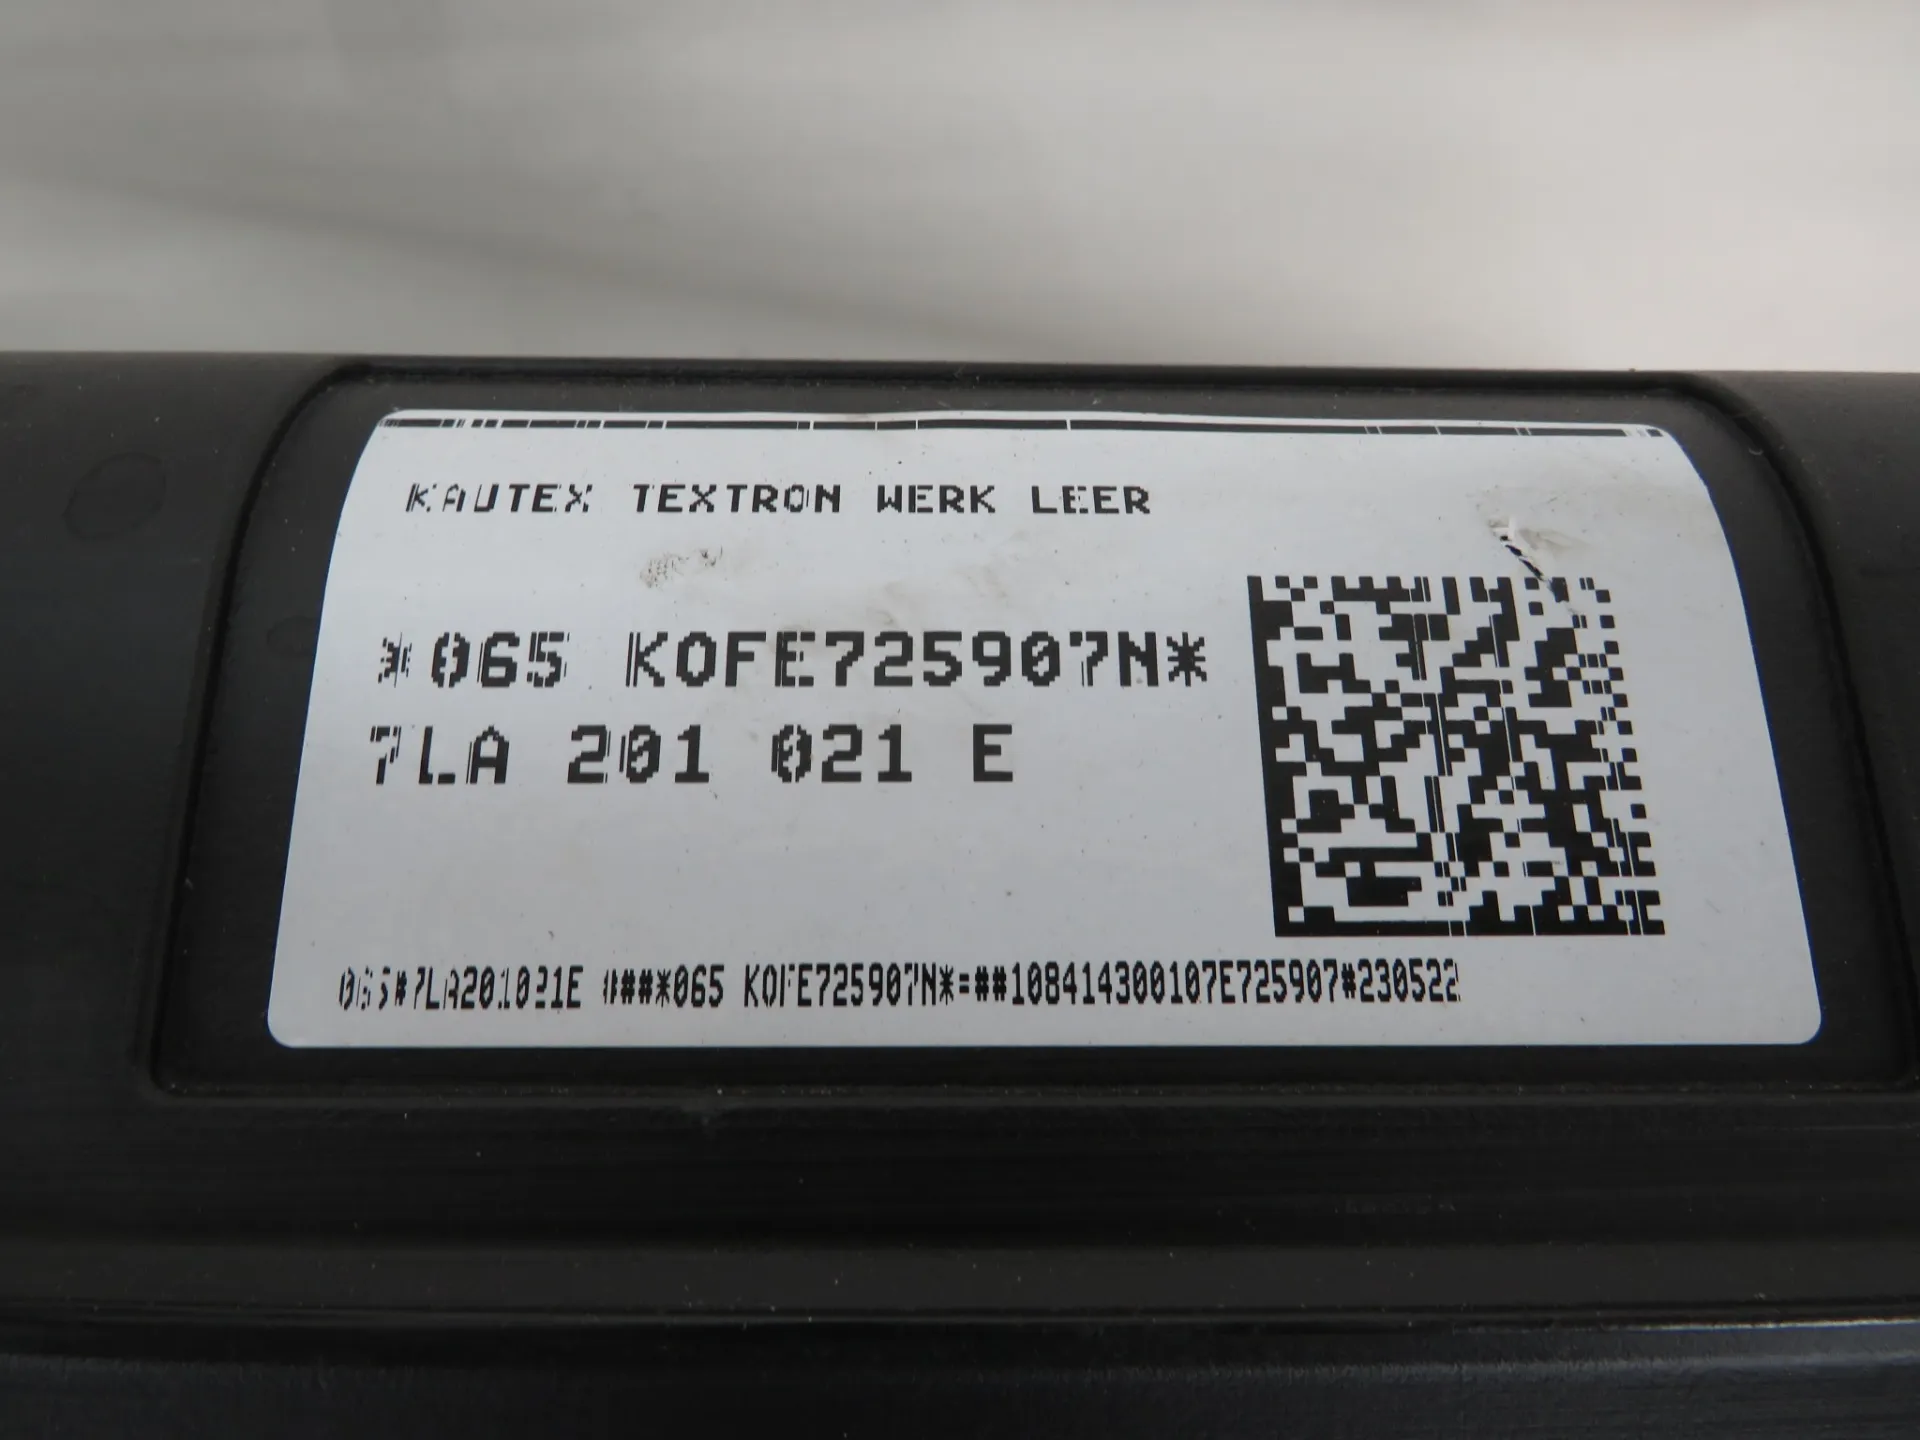 KAUTEX TEXTRON WERK LEER
*065 KOFE725907N*
7LA 201 021 E
065#7LA201021E ###*065 KOFE725907N*=##108414300107E725907#230522